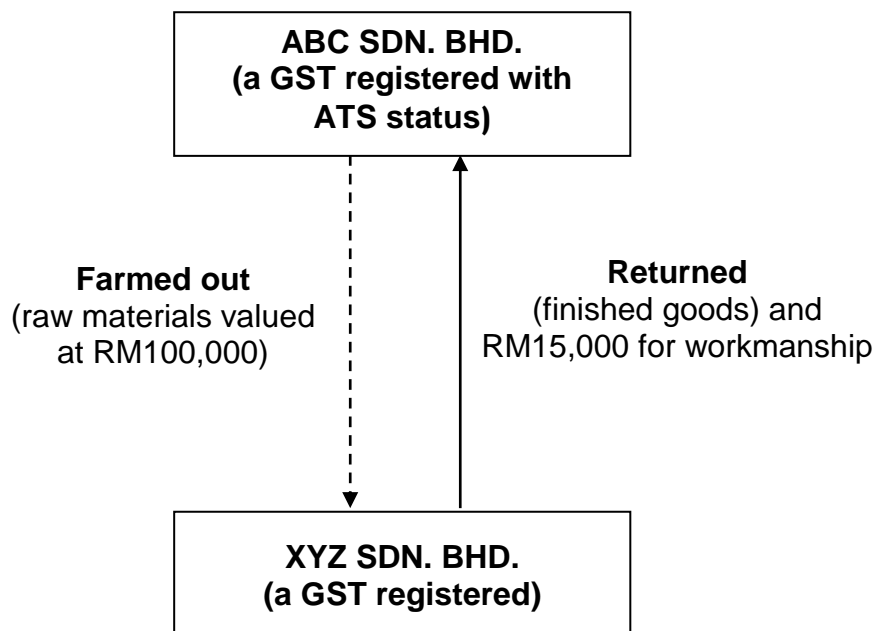 ABC SDN. BHD.
(a GST registered with
ATS status)
Farmed out
(raw materials valued
at RM100,000)
Returned
(finished goods) and
RM15,000 for workmanship
XYZ SDN. BHD.
(a GST registered)